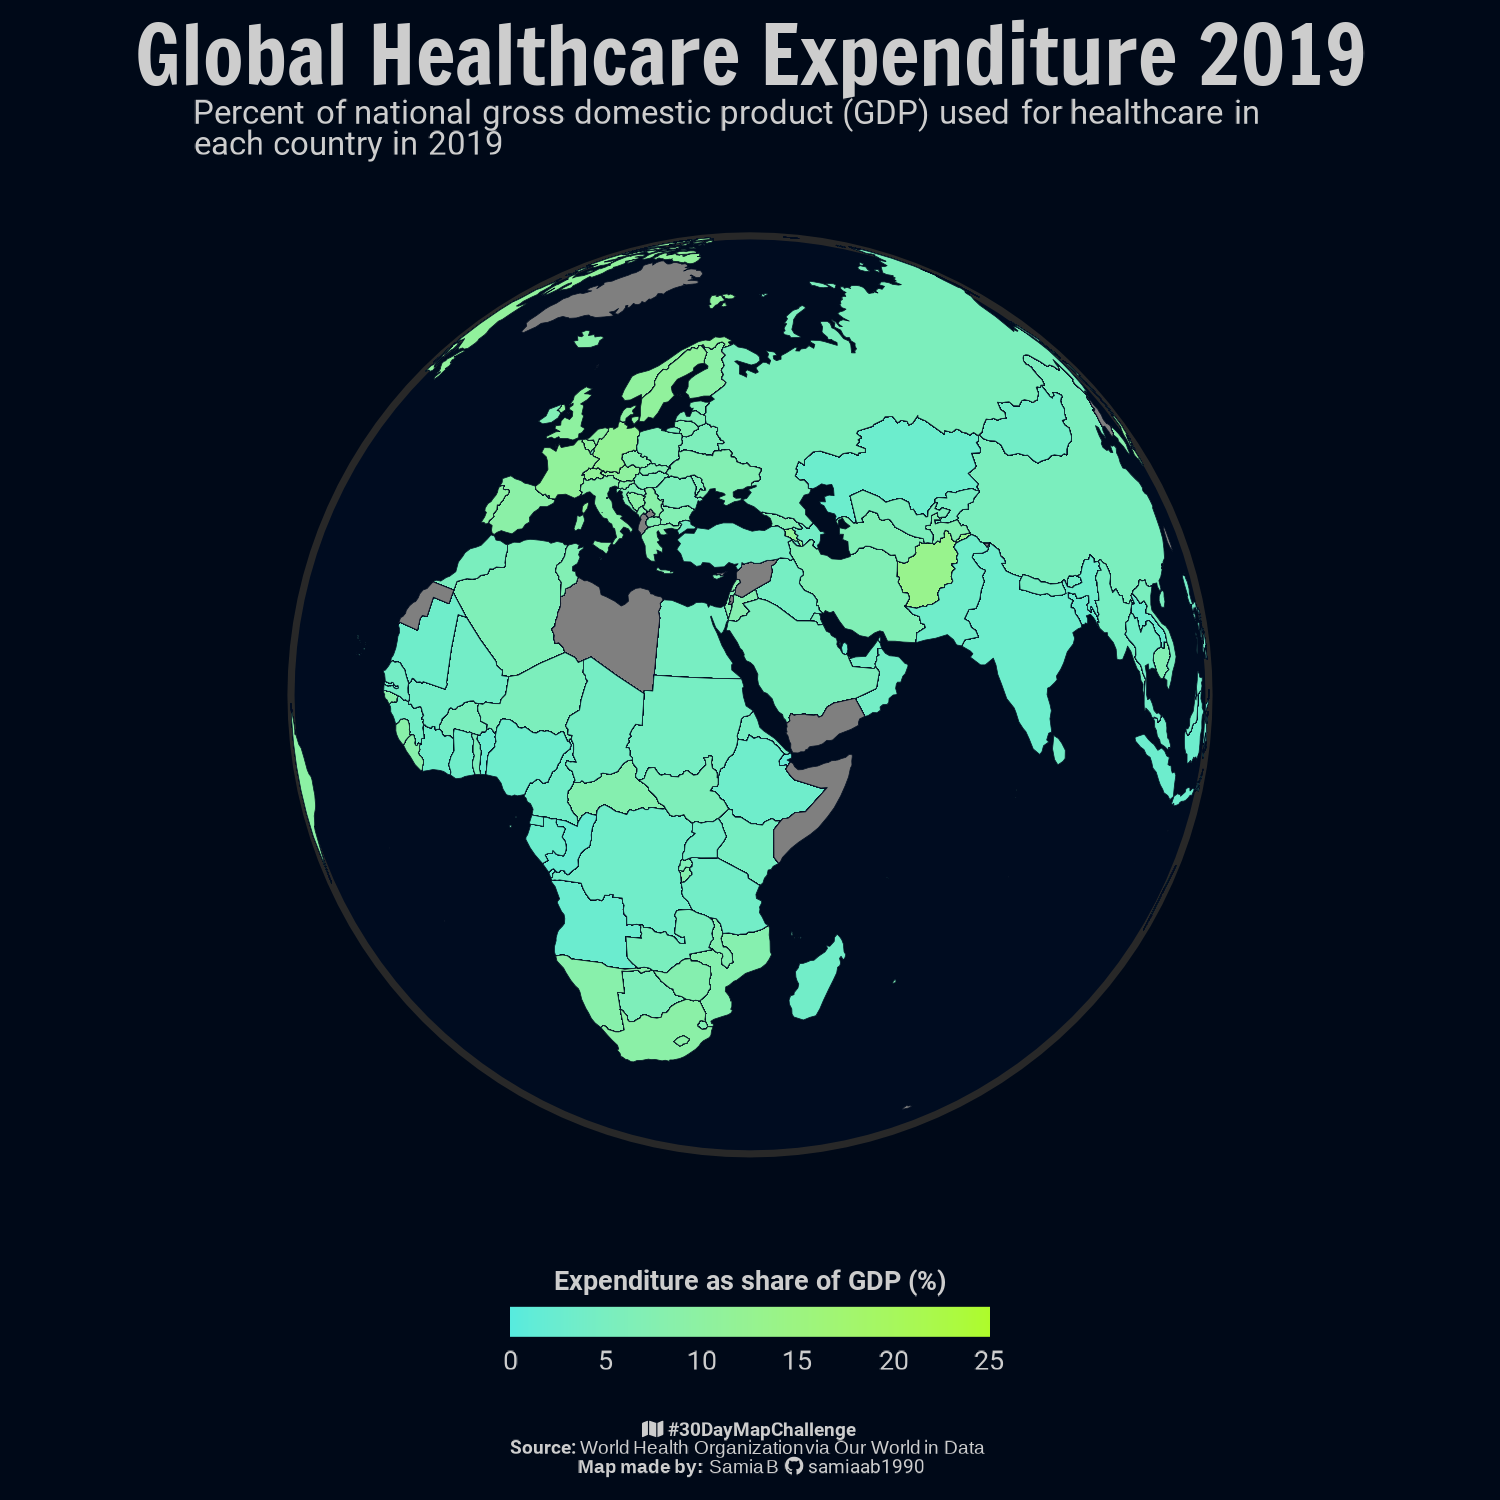 Global Healthcare Expenditure 2019
Percent of national gross domestic product (GDP) used for healthcare in
each country in 2019
Expenditure as share of GDP (%)
0 5 10 15 20 25
#30DayMapChallenge
Source: World Health Organization via Our World in Data
Map made by: Samia B samiaab1990